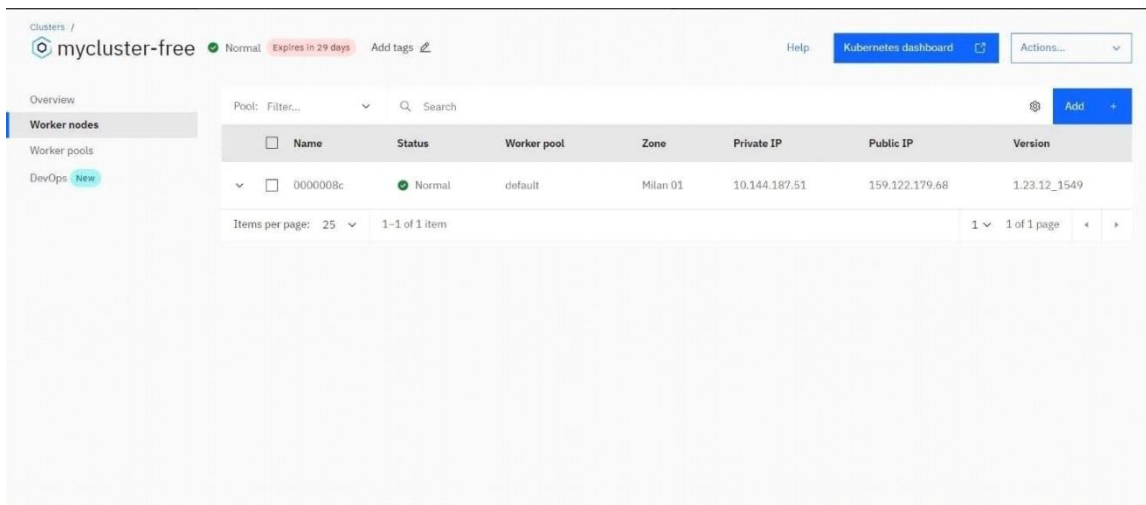 Clusters /
mycluster-free Normal Expires in 29 days Add tags Help Kubernetes dashboard Actions...
Overview
Worker nodes
Worker pools
DevOps New
Pool: Filter... Search Add +
Name Status Worker pool Zone Private IP Public IP Version
0000008c Normal default Milan 01 10.144.187.51 159.122.179.68 1.23.12_1549
Items per page: 25 1–1 of 1 item 1 1 of 1 page